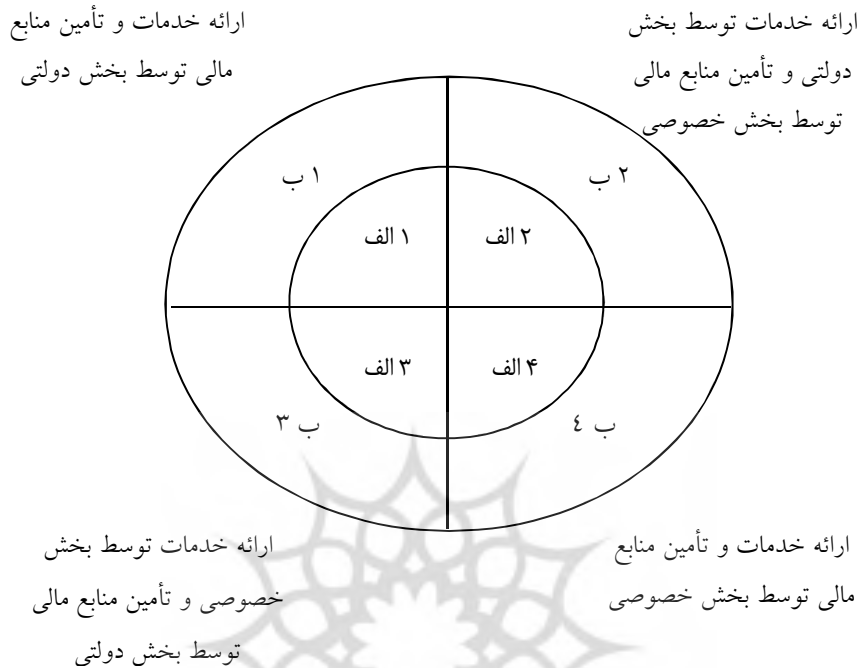 ارائه خدمات توسط بخش
دولتی و تأمین منابع مالی
توسط بخش خصوصی
ارائه خدمات و تأمین منابع
مالی توسط بخش دولتی
۲ ب
۱ ب
۲ الف
۱ الف
۴ الف
۳ الف
ب ٤
ب ۳
ارائه خدمات و تأمین منابع
مالی توسط بخش خصوصی
ارائه خدمات توسط بخش
خصوصی و تأمین منابع مالی
توسط بخش دولتی